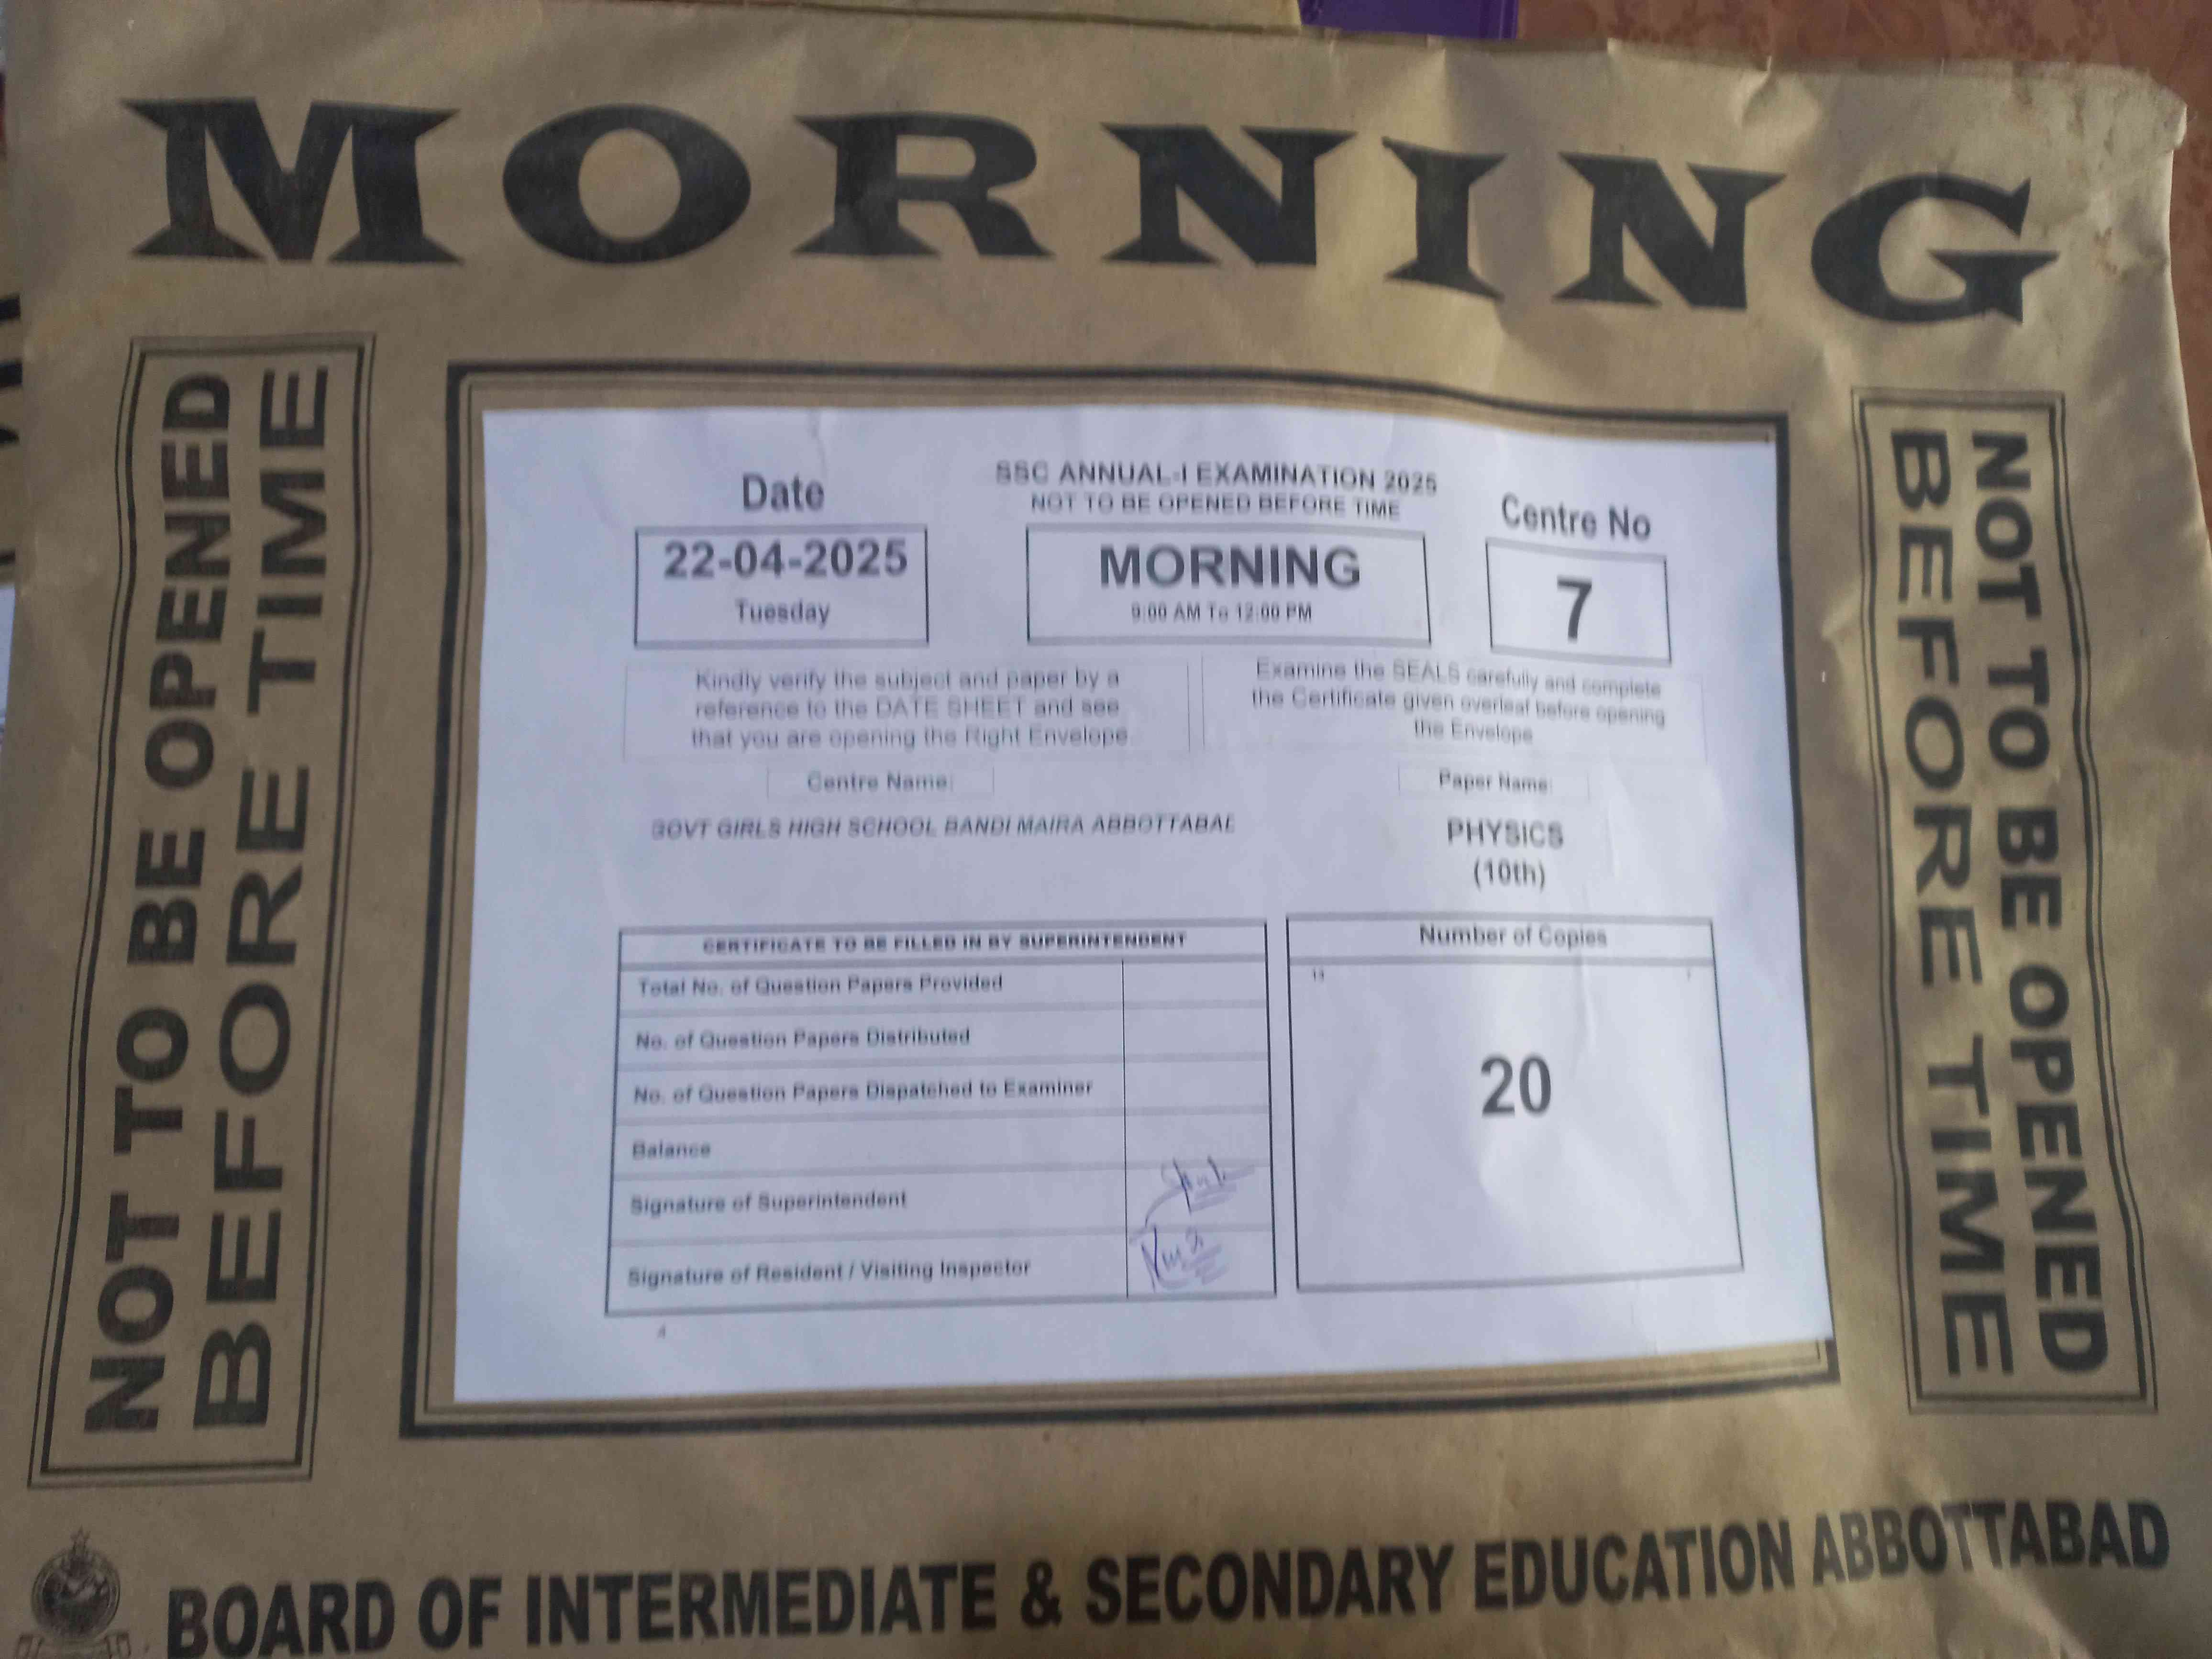 MORNING
NOT TO BE OPENED
BEFORE TIME
Date
22-04-2025
Tuesday
SSC ANNUAL-I EXAMINATION 2025
NOT TO BE OPENED BEFORE TIME
MORNING
9:00 AM To 12:00 PM
Centre No
7
Kindly verify the subject and paper by a
reference to the DATE SHEET and see
that you are opening the Right Envelope.
Examine the SEALS carefully and complete
the Certificate given overleaf before opening
the Envelope
Centre Name:
GOVT GIRLS HIGH SCHOOL BANDI MAIRA ABBOTTABAD
Paper Name:
PHYSICS
(10th)
CERTIFICATE TO BE FILLED IN BY SUPERINTENDENT
Total No. of Question Papers Provided
No. of Question Papers Distributed
No. of Question Papers Dispatched to Examiner
Balance
Signature of Superintendent
Signature of Resident / Visiting Inspector
Number of Copies
20
NOT TO BE OPENED
BEFORE TIME
BOARD OF INTERMEDIATE & SECONDARY EDUCATION ABBOTTABAD